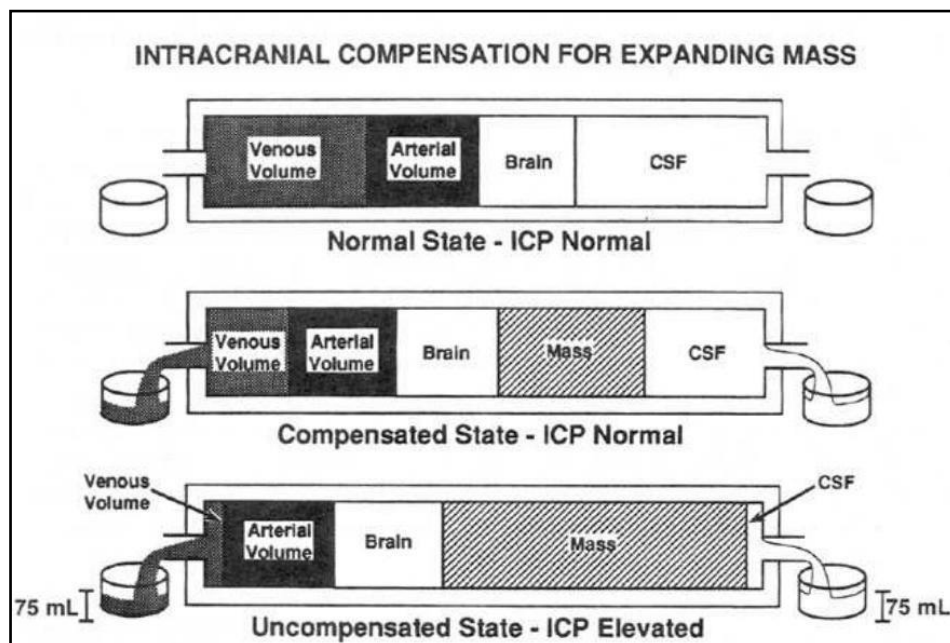 INTRACRANIAL COMPENSATION FOR EXPANDING MASS
Venous
Volume
Arterial
Volume
Brain
CSF
Normal State - ICP Normal
Venous
Volume
Arterial
Volume
Brain
Mass
CSF
Compensated State - ICP Normal
Venous
Volume
CSF
Arterial
Volume
Brain
Mass
75 mL
75 mL
Uncompensated State - ICP Elevated